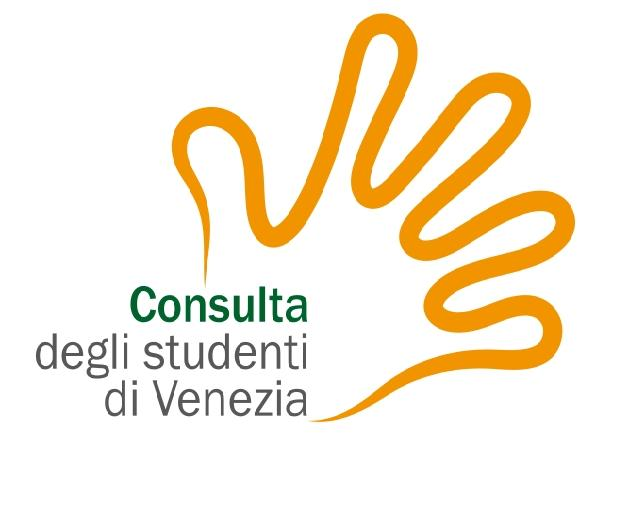 Consulta
degli studenti
di Venezia